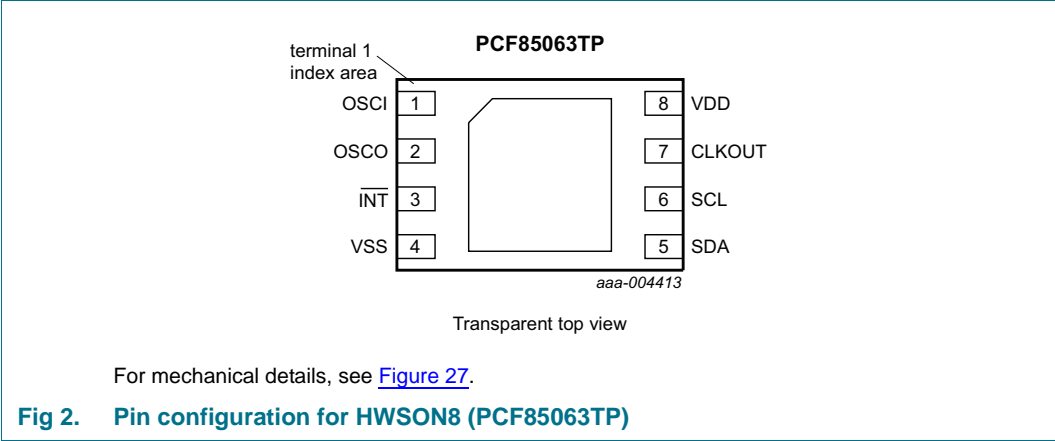 PCF85063TP
terminal 1
index area
OSCI 1
8 VDD
OSCO 2
7 CLKOUT
INT 3
6 SCL
VSS 4
5 SDA
aaa-004413
Transparent top view
For mechanical details, see Figure 27.
Fig 2. Pin configuration for HWSON8 (PCF85063TP)